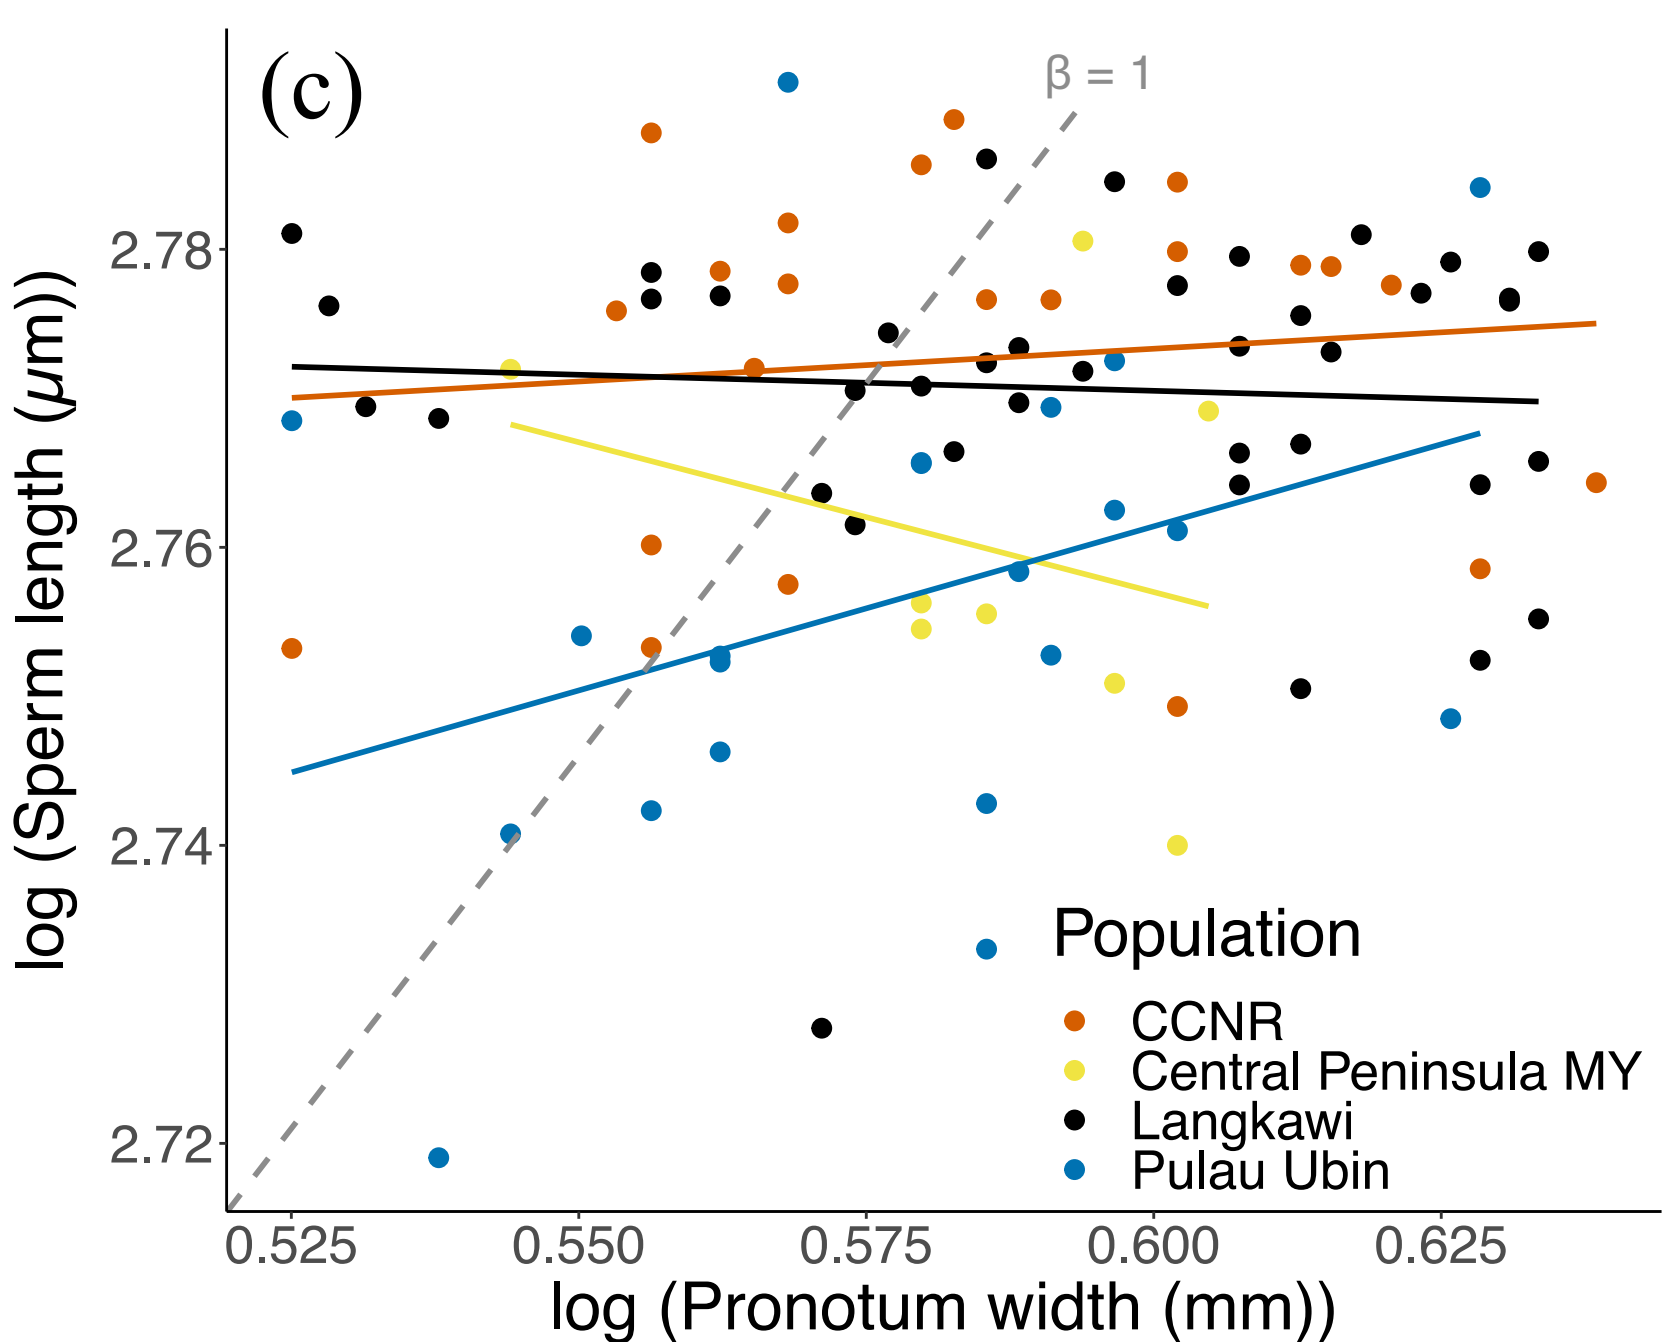 (c)
β = 1
2.78
2.76
2.74
2.72
log (Sperm length (μm))
0.525 0.550 0.575 0.600 0.625
log (Pronotum width (mm))
Population
CCNR
Central Peninsula MY
Langkawi
Pulau Ubin